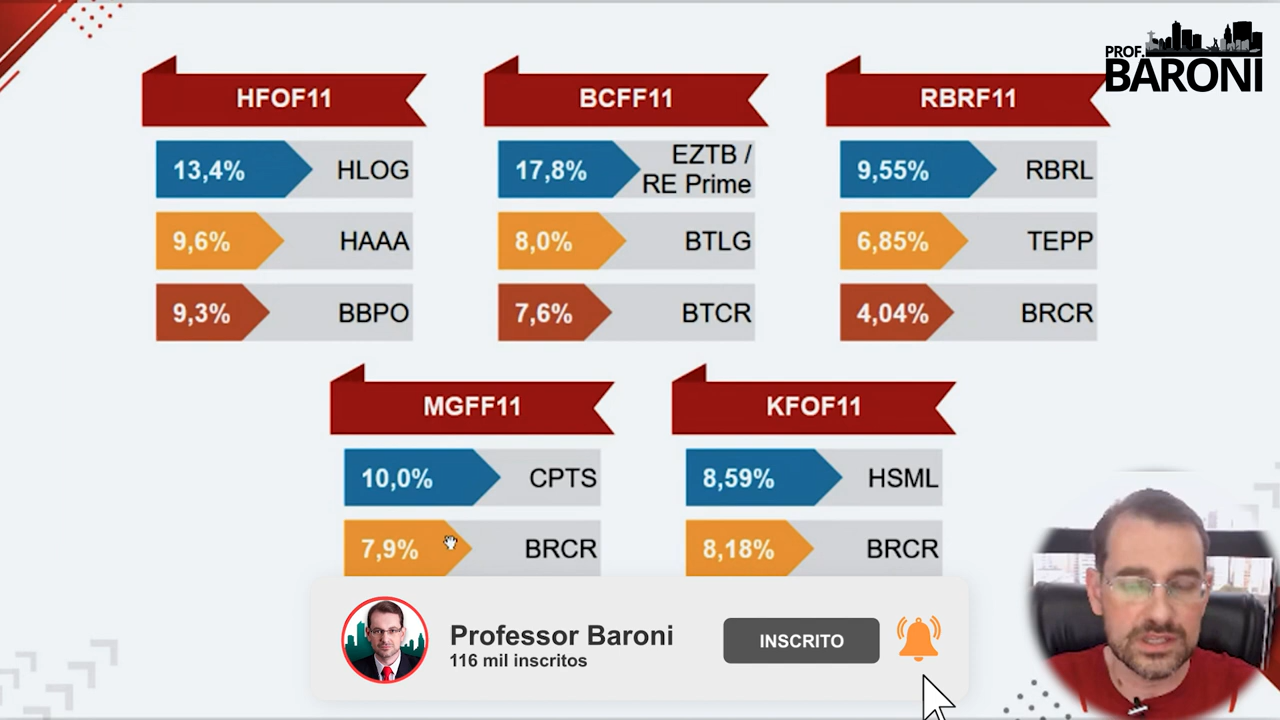 PROF.
BARONI
HFOF11
13,4% HLOG
9,6% HAAA
9,3% BBPO
BCFF11
17,8% EZTB /
RE Prime
8,0% BTLG
7,6% BTCR
RBRF11
9,55% RBRL
6,85% TEPP
4,04% BRCR
MGFF11
10,0% CPTS
7,9% BRCR
KFOF11
8,59% HSML
8,18% BRCR
Professor Baroni
116 mil inscritos
INSCRITO